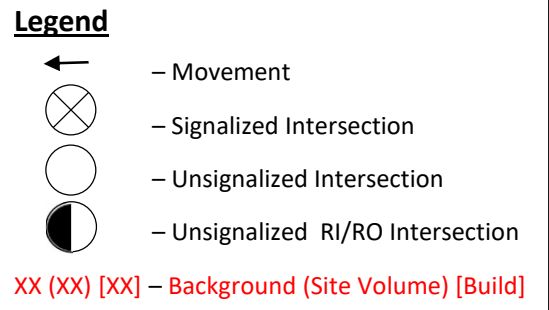 Legend
– Movement
– Signalized Intersection
– Unsignalized Intersection
– Unsignalized RI/RO Intersection
XX (XX) [XX] – Background (Site Volume) [Build]